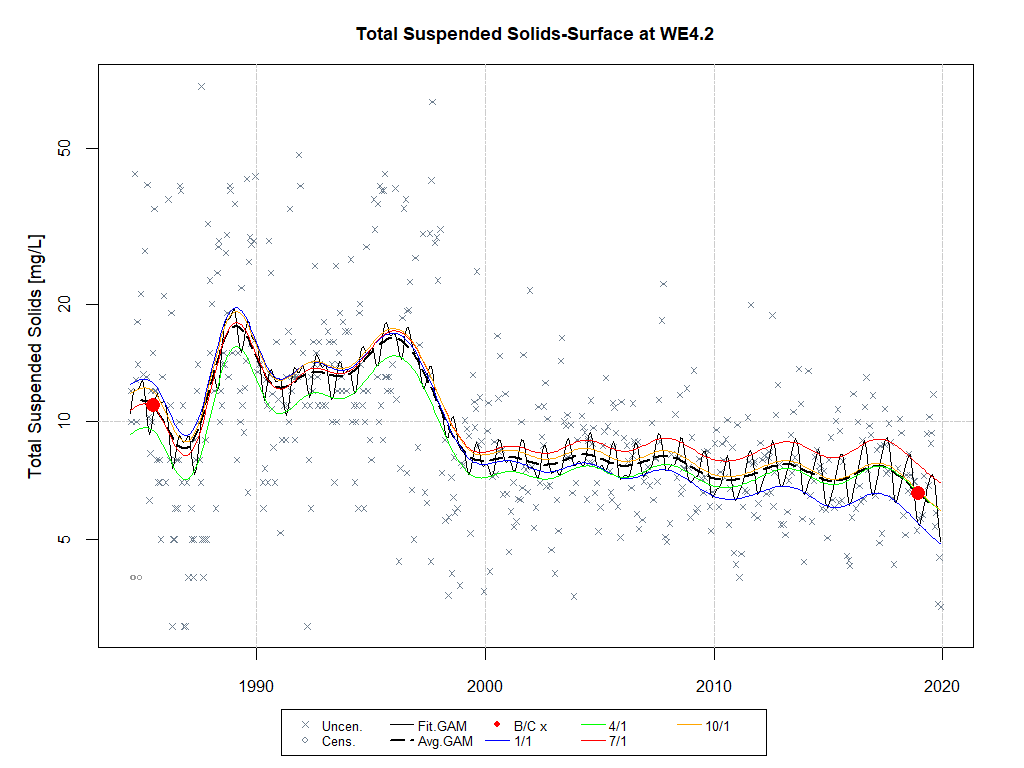 Total Suspended Solids-Surface at WE4.2
Total Suspended Solids [mg/L]
50
20
10
5
1990 2000 2010 2020
Uncen. Fit.GAM B/C x 4/1 10/1
Cens. Avg.GAM 1/1 7/1